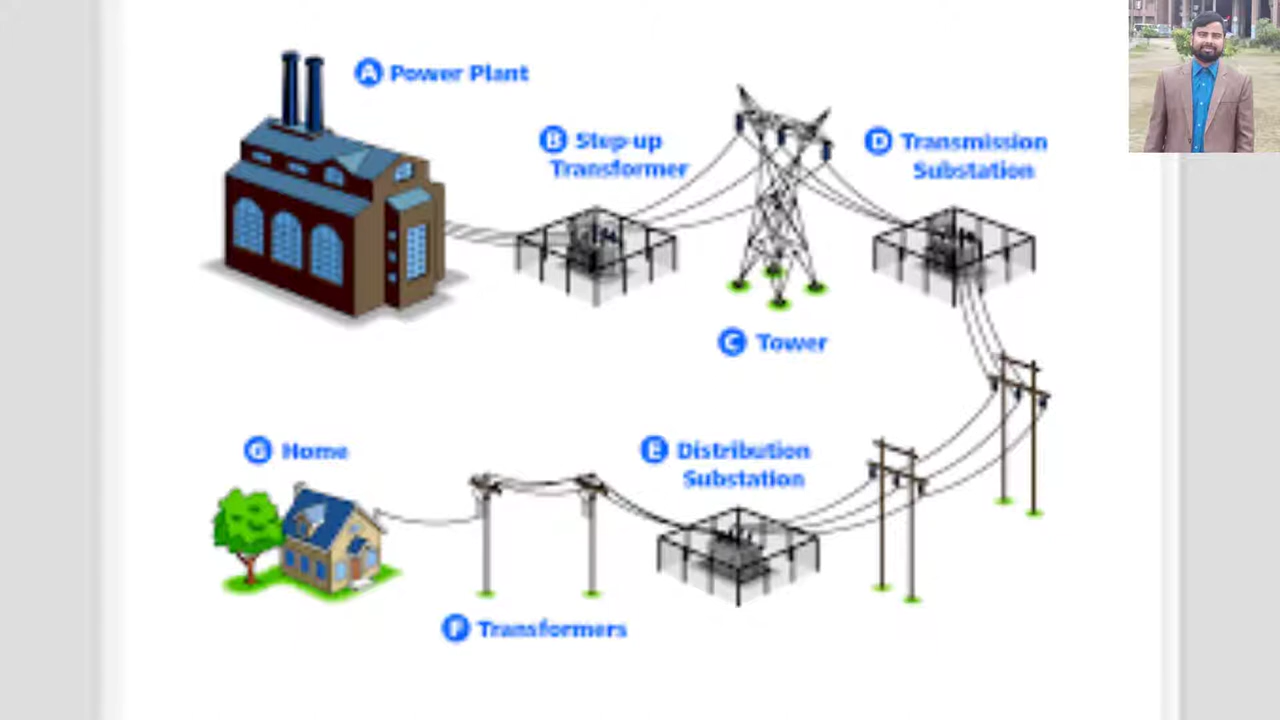 A Power Plant
B Step-up
Transformer
D Transmission
Substation
C Tower
G Home
E Distribution
Substation
F Transformers